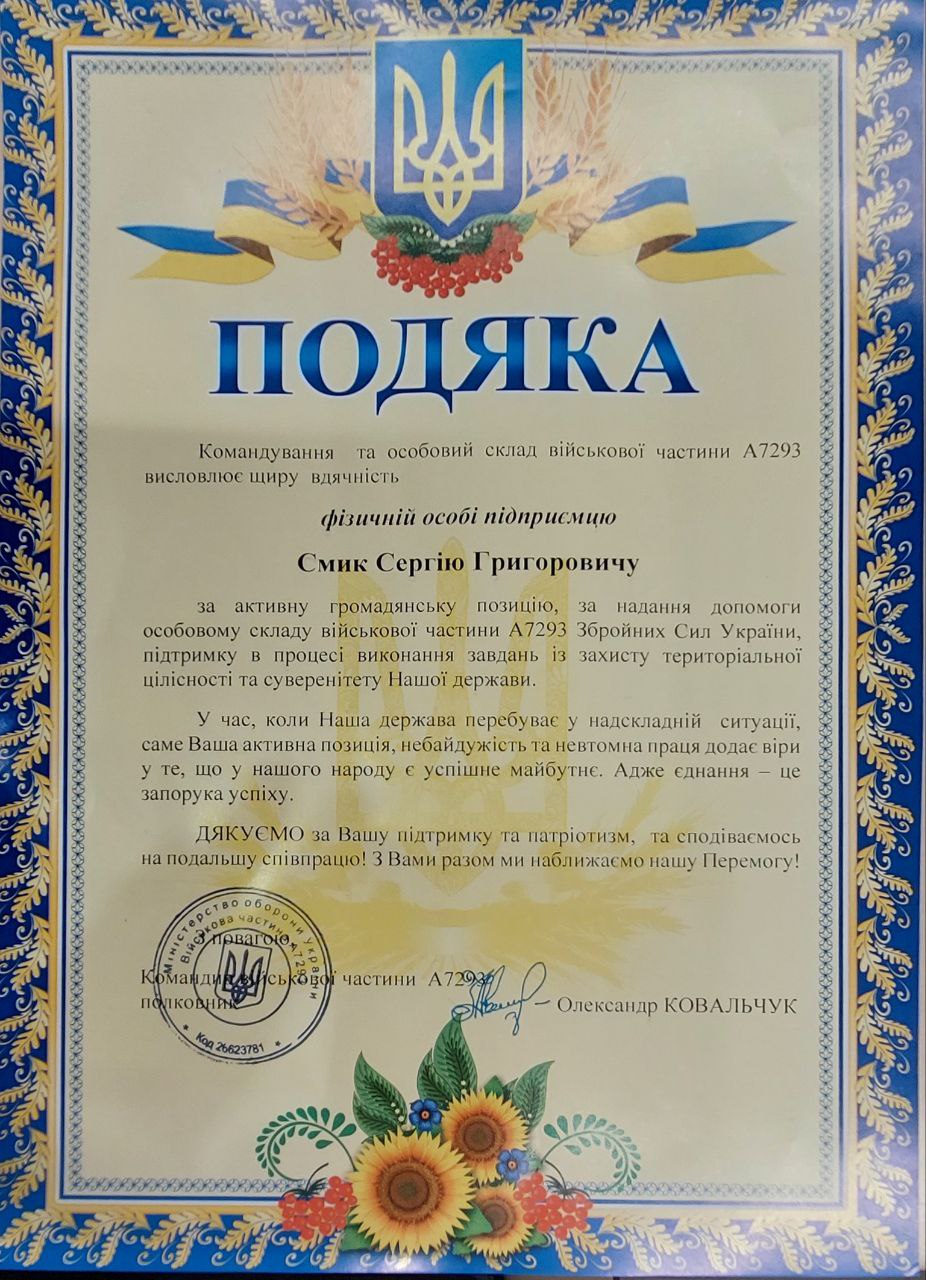 ПОДЯКА
Командування та особовий склад військової частини А7293
висловлює щиру вдячність
фізичній особі підприємцю
Смик Сергію Григоровичу
за активну громадянську позицію, за надання допомоги
особовому складу військової частини А7293 Збройних Сил України,
підтримку в процесі виконання завдань із захисту територіальної
цілісності та суверенітету Нашої держави.
У час, коли Наша держава перебуває у надскладній ситуації,
саме Ваша активна позиція, небайдужість та невтомна праця додає віри
у те, що у нашого народу є успішне майбутнє. Адже єднання – це
запорука успіху.
ДЯКУЄМО за Вашу підтримку та патріотизм, та сподіваємось
на подальшу співпрацю! З Вами разом ми наближаємо нашу Перемогу!
З повагою,
Командир військової частини А7293
полковник Олександр КОВАЛЬЧУК
Міністерство оборони України
Військова частина А7293
* Код 26623781 *